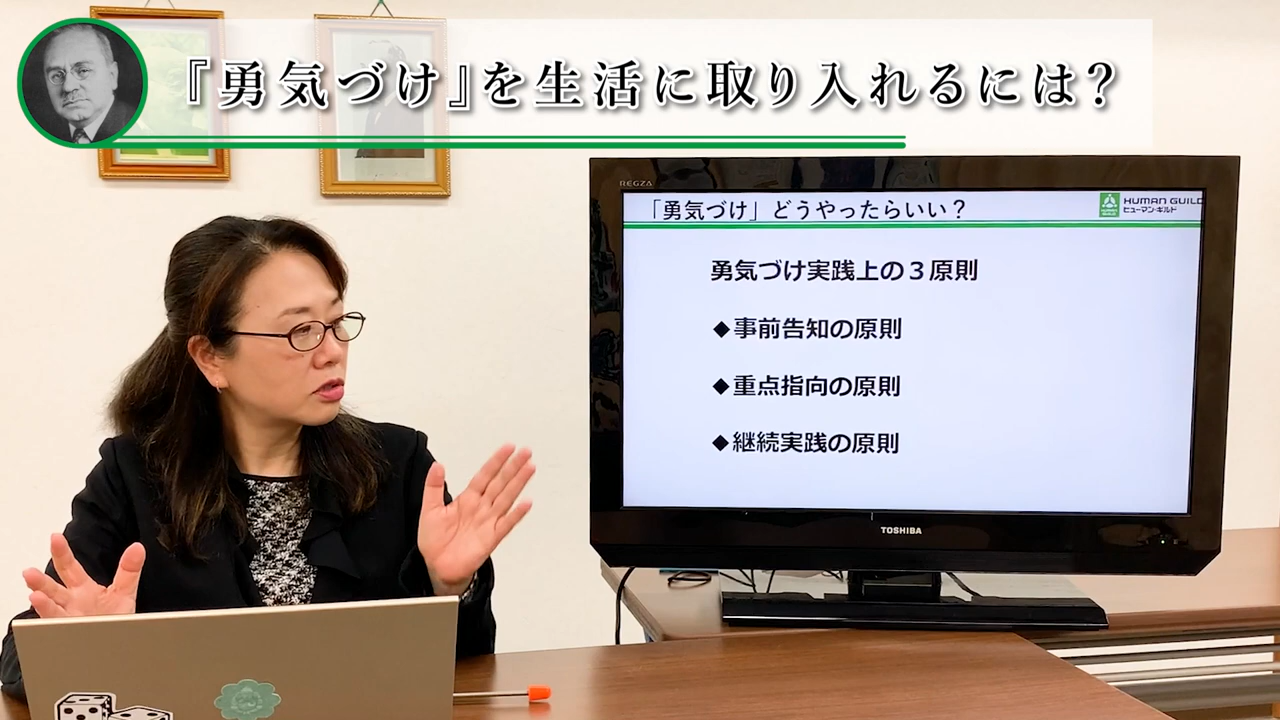 『勇気づけ』を生活に取り入れるには？
REGZA
「勇気づけ」どうやったらいい？
HUMAN GUILD
ヒューマン・ギルド
勇気づけ実践上の３原則
◆事前告知の原則
◆重点指向の原則
◆継続実践の原則
TOSHIBA